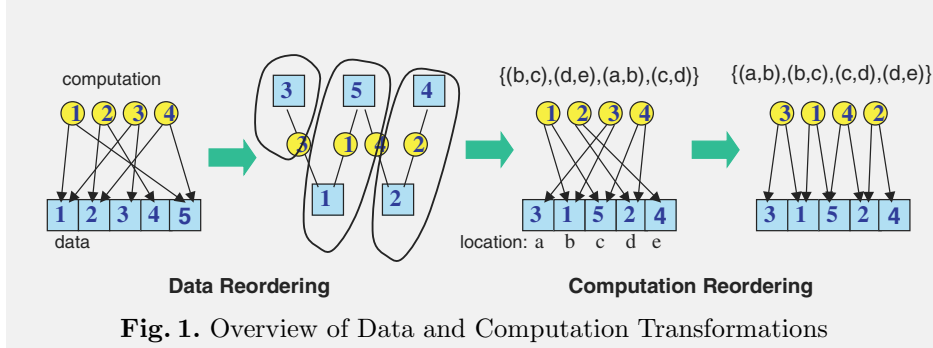 {(b,c),(d,e),(a,b),(c,d)} {(a,b),(b,c),(c,d),(d,e)}
computation
3 5 4
1 2 3 4 1 2 3 4 3 1 4 2
3 1 4 2
1 2
1 2 3 4 5 3 1 5 2 4 3 1 5 2 4
data location: a b c d e
Data Reordering Computation Reordering
Fig. 1. Overview of Data and Computation Transformations